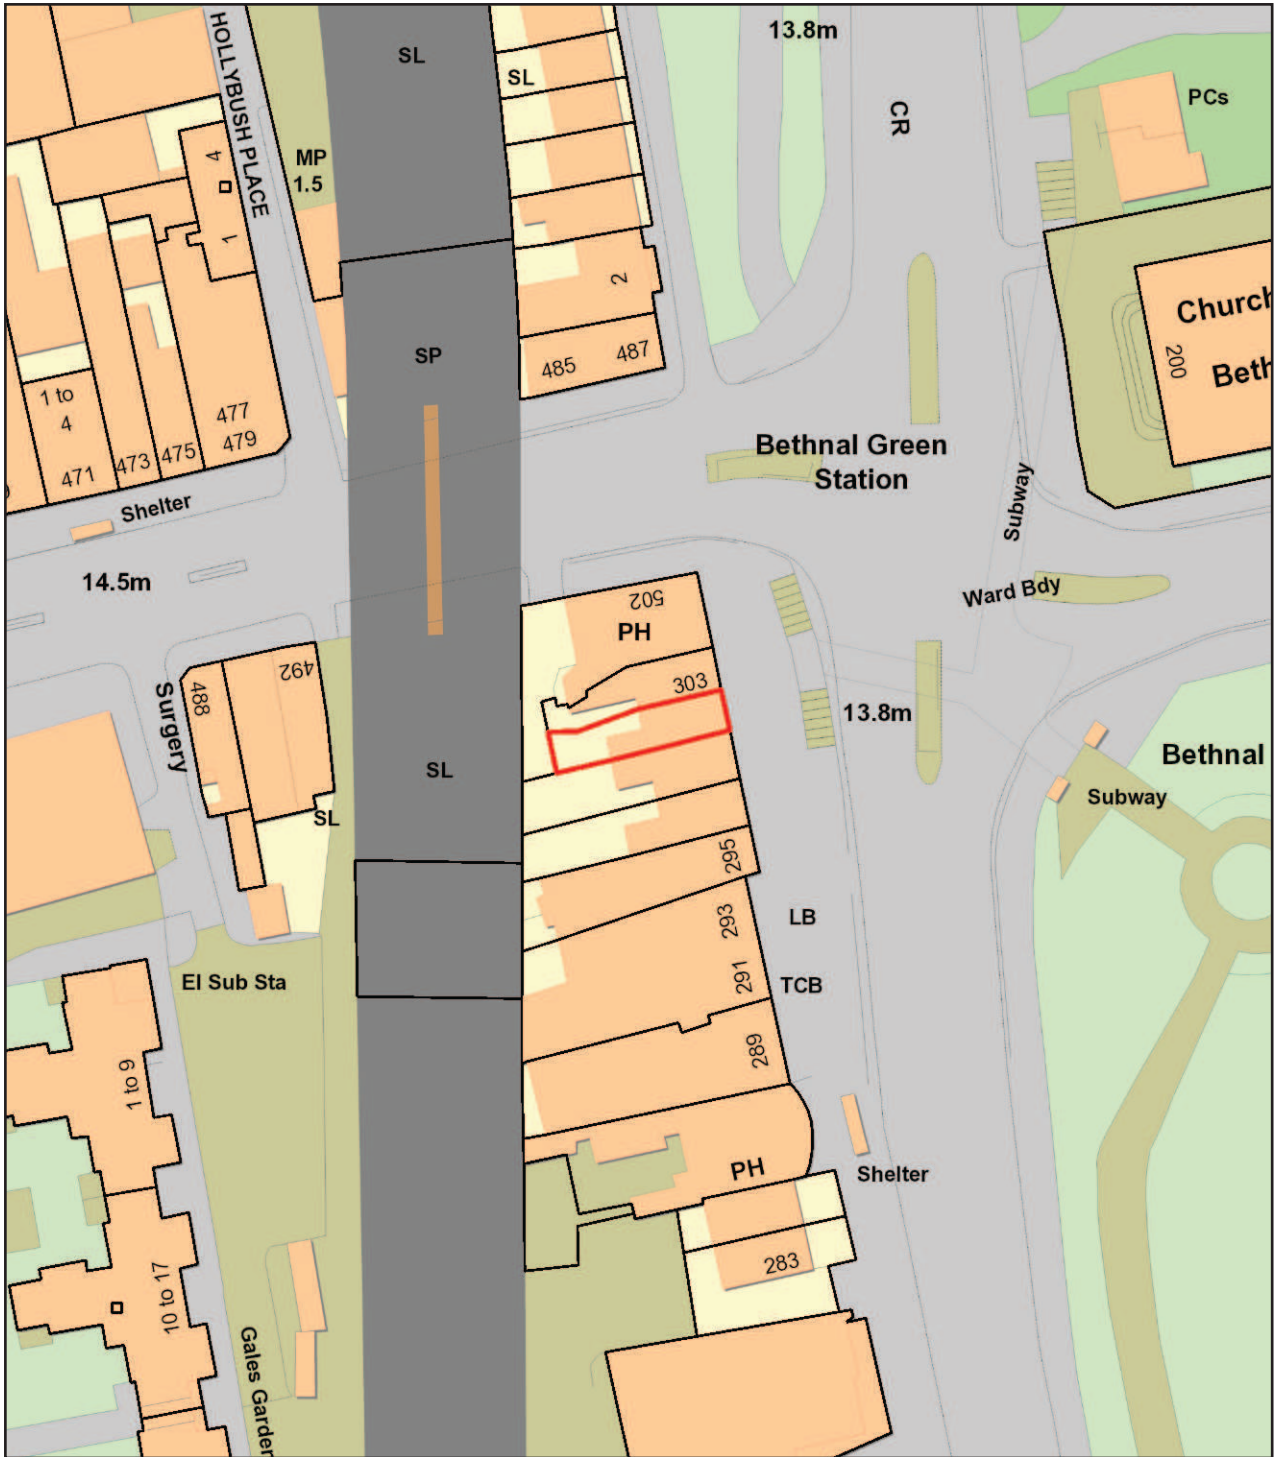 HOLLYBUSH PLACE
SL
SL
13.8m
CR
PCs
MP
1.5
4
1
2
SP
485
487
Church
Beth
200
1 to
4
471
473
475
477
479
Shelter
Bethnal Green
Station
Subway
14.5m
Ward Bdy
502
PH
303
488
492
Surgery
13.8m
SL
Bethnal
Subway
SL
295
293
LB
291
TCB
El Sub Sta
289
1 to 9
PH
Shelter
283
10 to 17
Gales Garden